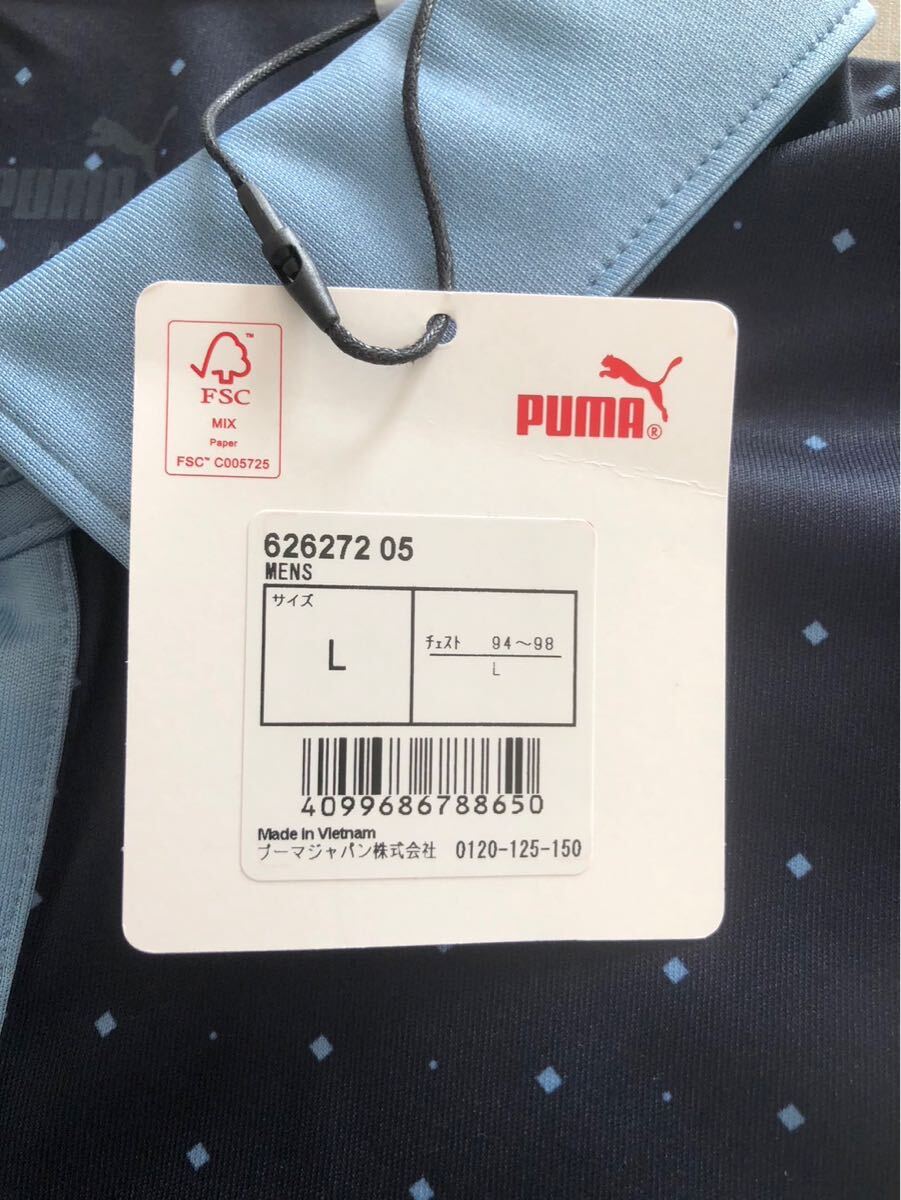 PUMA
FSC™
MIX
Paper
FSC™ C005725
PUMA®
626272 05
MENS
サイズ
L
チェスト 94～98
L
4099686788650
Made in Vietnam
プーマジャパン株式会社 0120-125-150